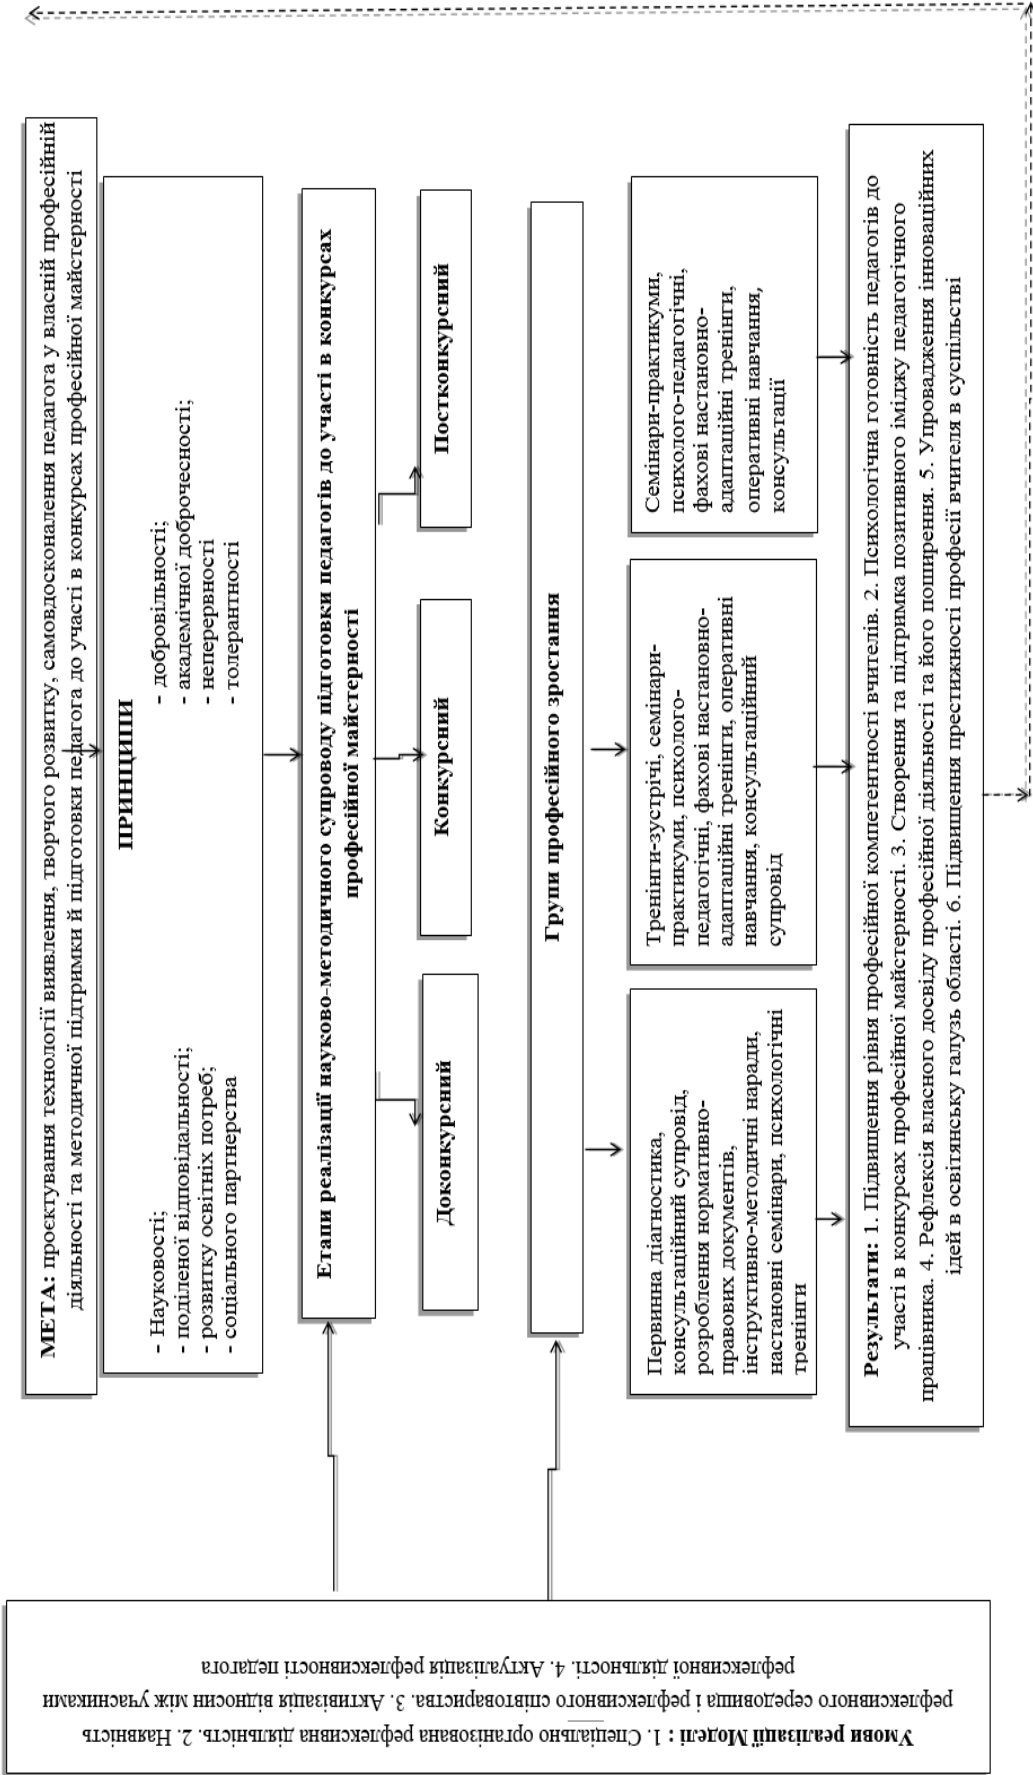 МЕТА: проєктування технології виявлення, творчого розвитку, самовдосконалення педагога у власній професійній
діяльності та методичної підтримки й підготовки педагога до участі в конкурсах професійної майстерності
ПРИНЦИПИ
- Науковості;
- поділеної відповідальності;
- розвитку освітніх потреб;
- соціального партнерства
- добровільності;
- академічної доброчесності;
- неперервності
- толерантності
Етапи реалізації науково-методичного супроводу підготовки педагогів до участі в конкурсах
професійної майстерності
Доконкурсний
Конкурсний
Постконкурсний
Групи професійного зростання
Первинна діагностика,
консультаційний супровід,
розроблення нормативно-
правових документів,
інструктивно-методичні наради,
настановні семінари, психологічні
тренінги
Тренінги-зустрічі, семінари-
практикуми, психолого-
педагогічні, фахові настановно-
адаптаційні тренінги, оперативні
навчання, консультаційний
супровід
Семінари-практикуми,
психолого-педагогічні,
фахові настановно-
адаптаційні тренінги,
оперативні навчання,
консультації
Результати: 1. Підвищення рівня професійної компетентності вчителів. 2. Психологічна готовність педагогів до
участі в конкурсах професійної майстерності. 3. Створення та підтримка позитивного іміджу педагогічного
працівника. 4. Рефлексія власного досвіду професійної діяльності та його поширення. 5. Упровадження інноваційних
ідей в освітянську галузь області. 6. Підвищення престижності професії вчителя в суспільстві
Умови реалізації Моделі : 1. Спеціально організована рефлексивна діяльність. 2. Наявність
рефлексивного середовища і рефлексивного співтовариства. 3. Активізація відносин між учасниками
рефлексивної діяльності. 4. Актуалізація рефлексивності педагога